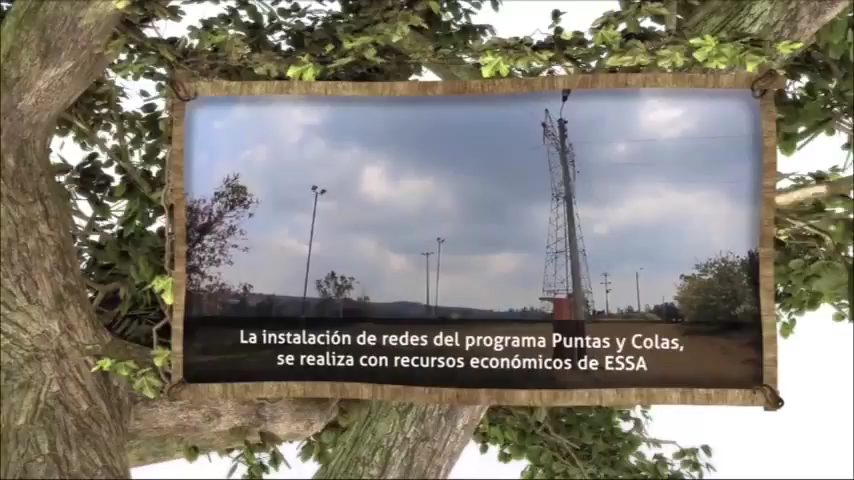 La instalación de redes del programa Puntas y Colas,
se realiza con recursos económicos de ESSA